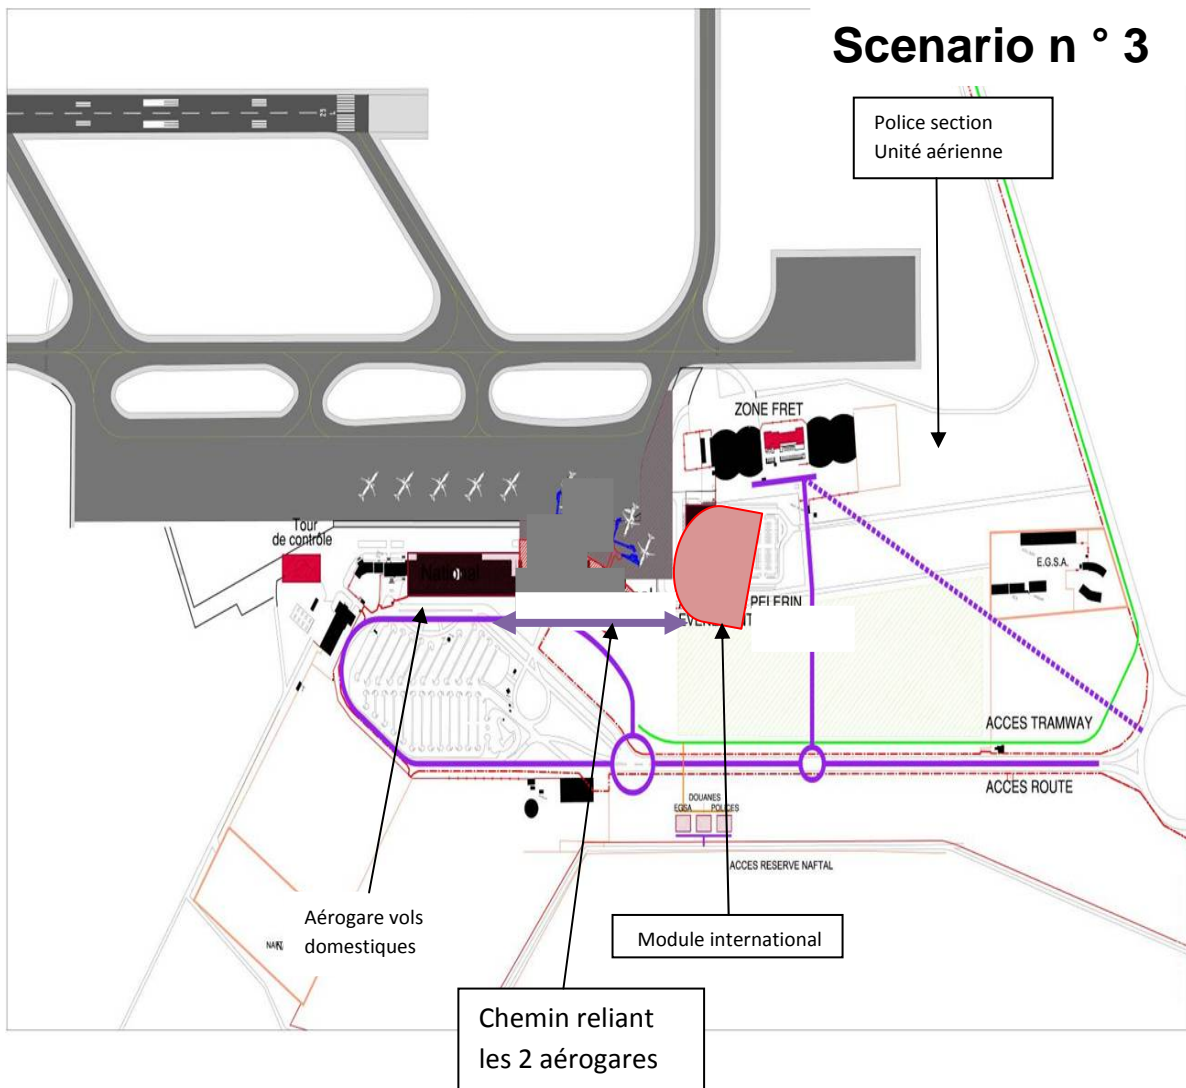 Scenario n ° 3
Police section
Unité aérienne
25
L
ZONE FRET
Tour
de contrôle
National
E.G.S.A.
PELERIN
ACCES TRAMWAY
ACCES ROUTE
DOUANES
EGSA
POLICES
ACCES RESERVE NAFTAL
Aérogare vols
domestiques
Module international
Chemin reliant
les 2 aérogares